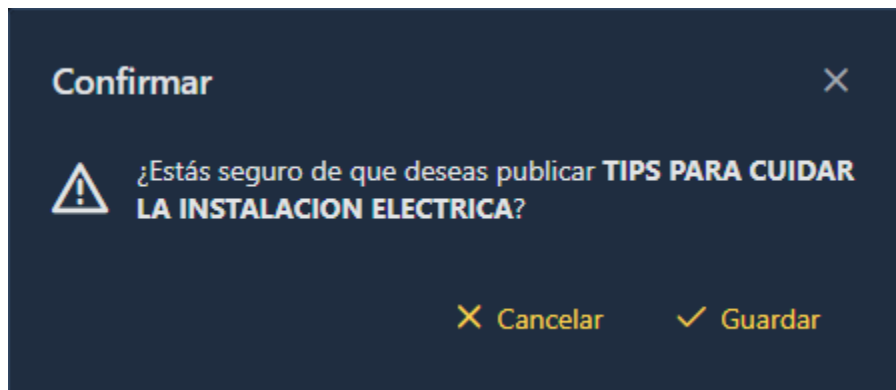 Confirmar
¿Estás seguro de que deseas publicar TIPS PARA CUIDAR
LA INSTALACION ELECTRICA?
Cancelar
Guardar